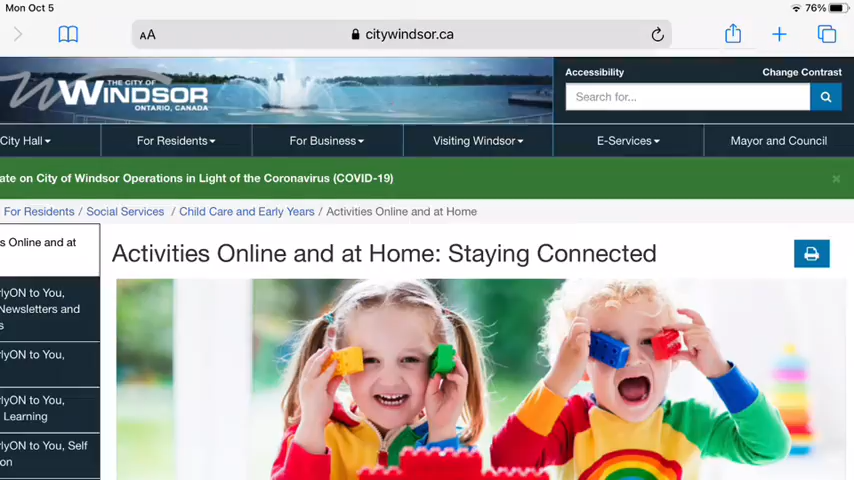 Mon Oct 5
76%
AA
citywindsor.ca
THE CITY OF
WINDSOR
ONTARIO, CANADA
Accessibility
Change Contrast
Search for...
City Hall
For Residents
For Business
Visiting Windsor
E-Services
Mayor and Council
ate on City of Windsor Operations in Light of the Coronavirus (COVID-19)
×
For Residents / Social Services / Child Care and Early Years / Activities Online and at Home
s Online and at
Activities Online and at Home: Staying Connected
rlyON to You,
Newsletters and
s
rlyON to You,
rlyON to You,
Learning
rlyON to You, Self
on